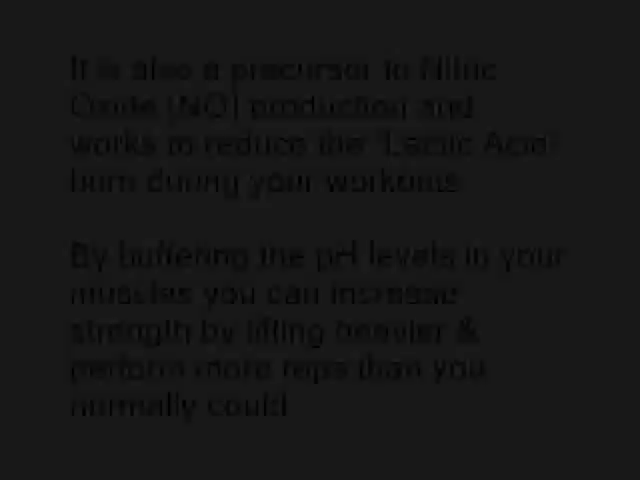 It is also a precursor to Nitric
Oxide (NO) production and
works to reduce the "Lactic Acid"
burn during your workouts
By buffering the pH levels in your
muscles you can increase
strength by lifting heavier &
perform more reps than you
normally could